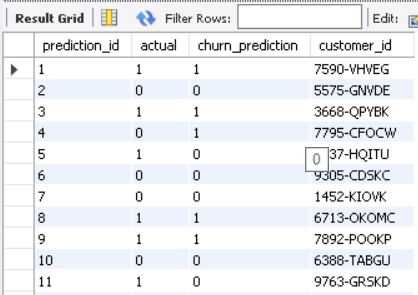 Result Grid Filter Rows: Edit:
prediction_id actual churn_prediction customer_id
1 1 1 7590-VHVEG
2 0 0 5575-GNVDE
3 1 1 3668-QPYBK
4 0 1 7795-CFOCW
5 1 0 0 37-HQITU
6 0 0 9305-CDSKC
7 0 0 1452-KIOVK
8 1 1 6713-OKOMC
9 1 1 7892-POOKP
10 0 0 6388-TABGU
11 1 0 9763-GRSKD